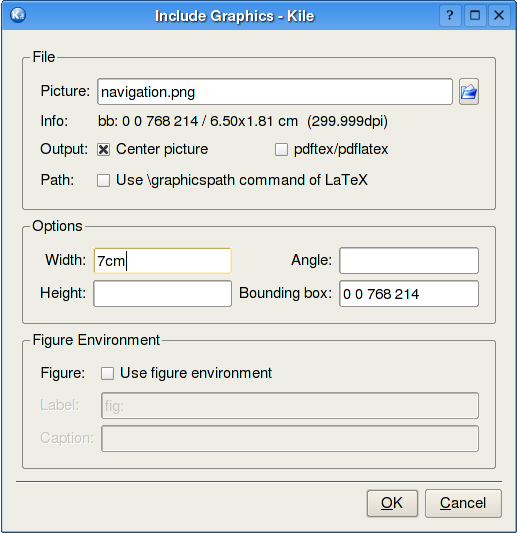 Include Graphics - Kile
File
Picture: navigation.png
Info: bb: 0 0 768 214 / 6.50x1.81 cm (299.999dpi)
Output: Center picture pdftex/pdflatex
Path: Use \graphicspath command of LaTeX
Options
Width: 7cm Angle:
Height: Bounding box: 0 0 768 214
Figure Environment
Figure: Use figure environment
Label: fig:
Caption:
OK Cancel